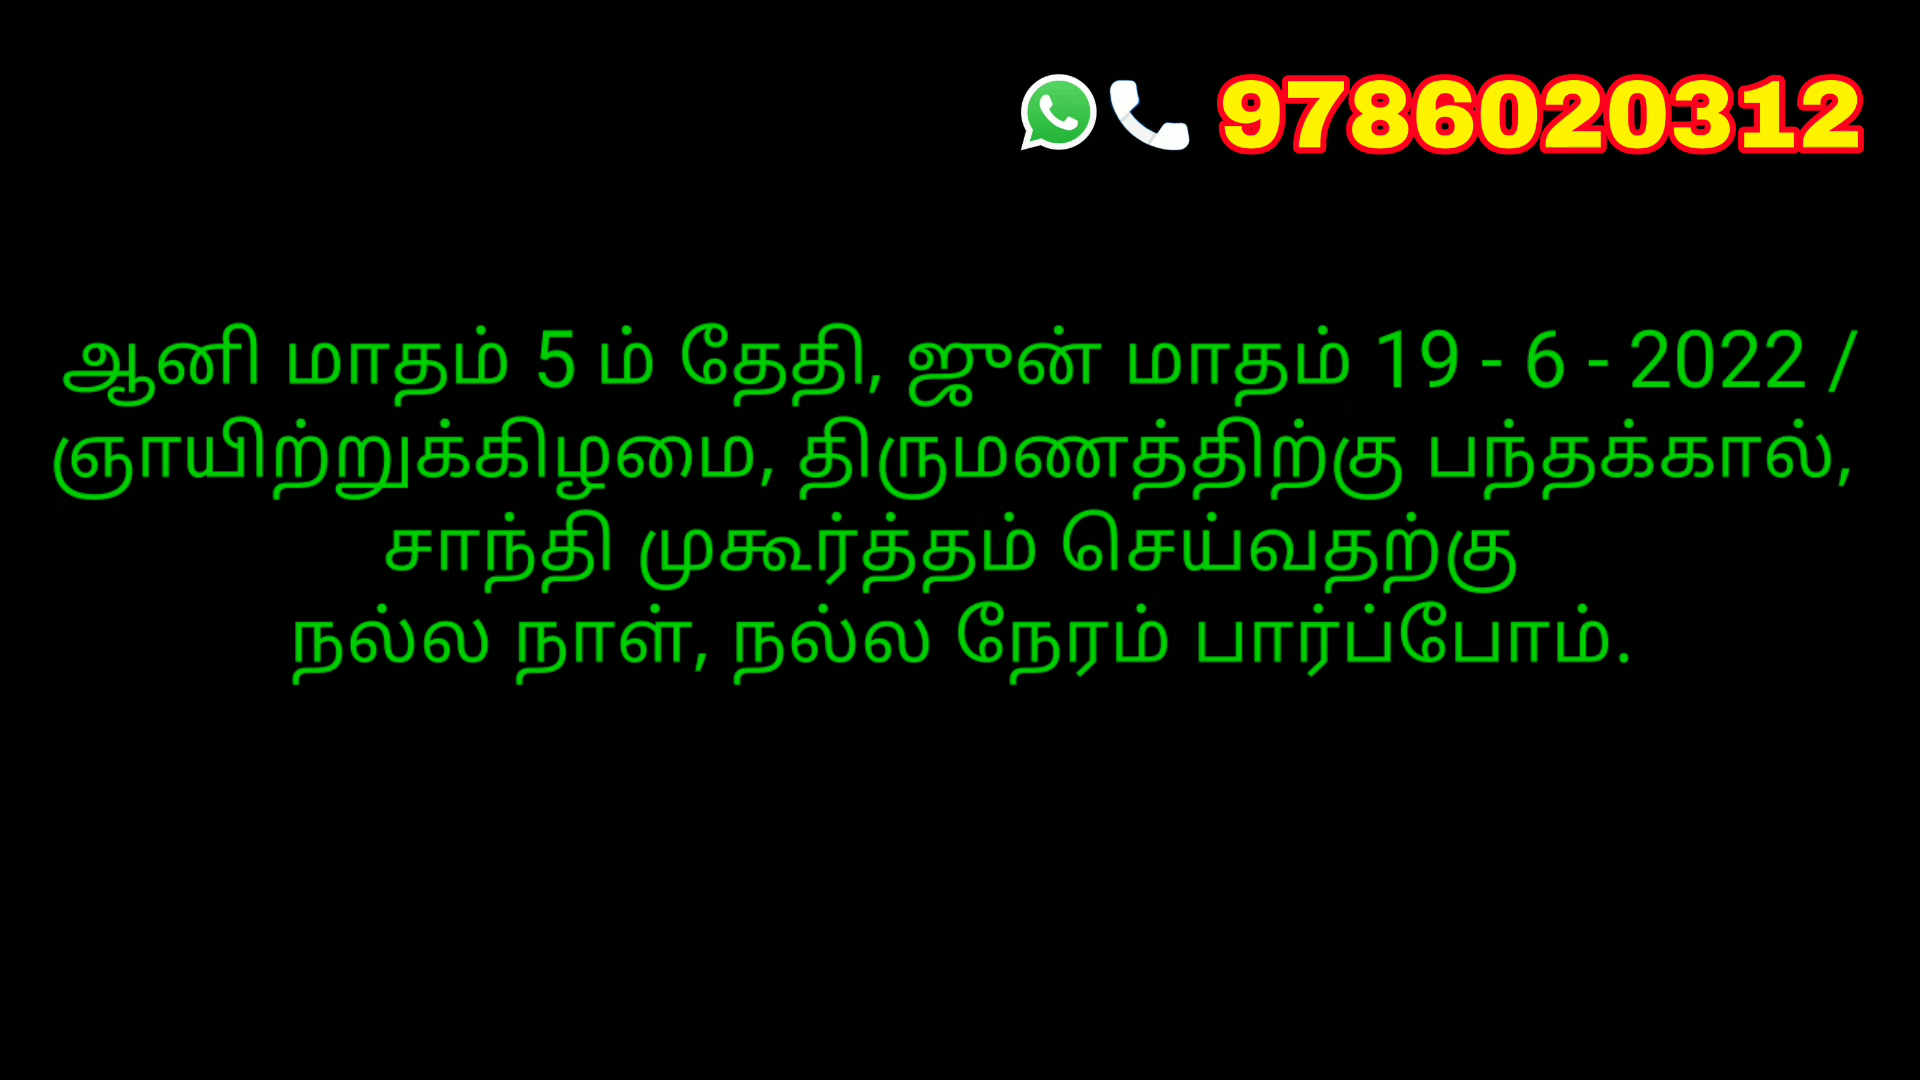 9786020312
ஆனி மாதம் 5 ம் தேதி, ஜுன் மாதம் 19 - 6 - 2022 /
ஞாயிற்றுக்கிழமை, திருமணத்திற்கு பந்தக்கால்,
சாந்தி முகூர்த்தம் செய்வதற்கு
நல்ல நாள், நல்ல நேரம் பார்ப்போம்.